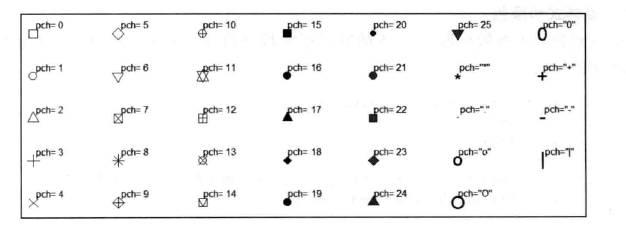 pch= 0 pch= 5 pch= 10 pch= 15 pch= 20 pch= 25 pch="0"
0
pch= 1 pch= 6 pch= 11 pch= 16 pch= 21 pch="*" pch="+"
* +
pch= 2 pch= 7 pch= 12 pch= 17 pch= 22 pch="." pch="-"
. -
pch= 3 pch= 8 pch= 13 pch= 18 pch= 23 pch="o" pch="|"
o |
pch= 4 pch= 9 pch= 14 pch= 19 pch= 24 pch="O"
O